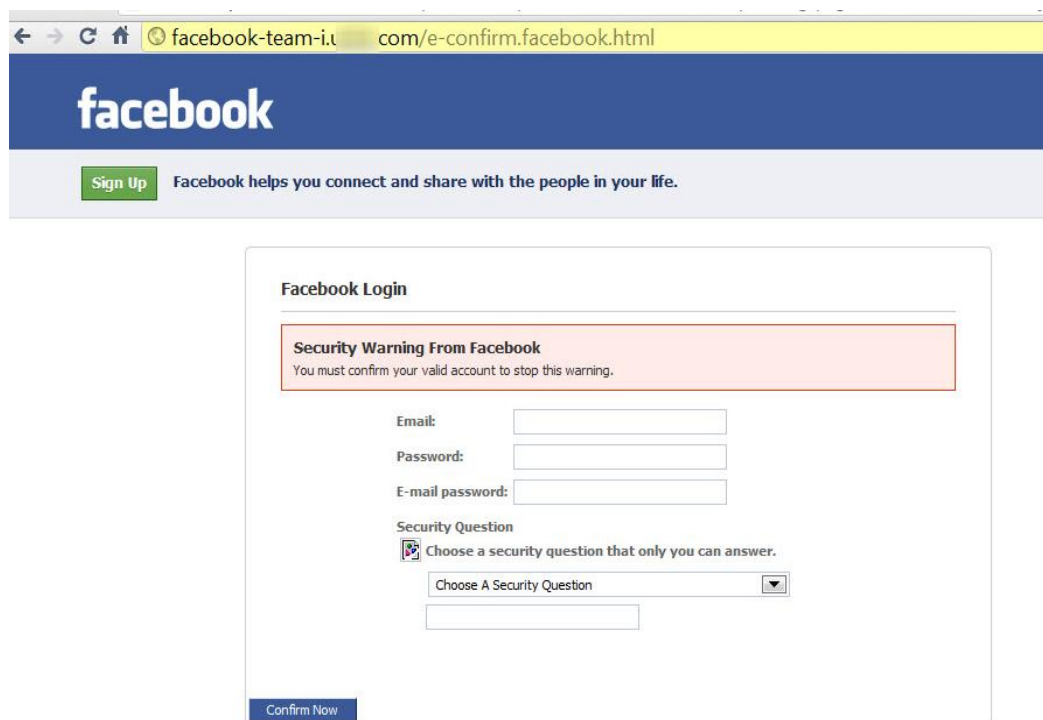 facebook-team-i.u com/e-confirm.facebook.html
facebook
Sign Up Facebook helps you connect and share with the people in your life.
Facebook Login
Security Warning From Facebook
You must confirm your valid account to stop this warning.
Email:
Password:
E-mail password:
Security Question
Choose a security question that only you can answer.
Choose A Security Question
Confirm Now